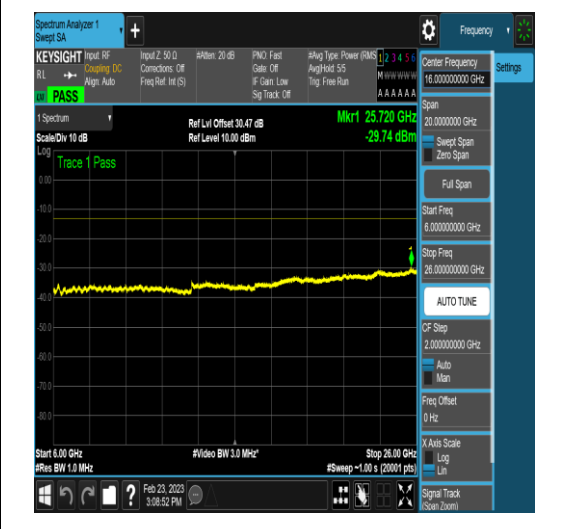 Spectrum Analyzer 1
Swept SA
Frequency
KEYSIGHT
RL
Input: RF
Coupling: DC
Align: Auto
Input Z: 50 Ω
Corrections: Off
Freq Ref: Int (S)
#Atten: 20 dB
PNO: Fast
Gate: Off
IF Gain: Low
Sig Track: Off
#Avg Type: Power (RMS
Avg|Hold: 5/5
Trig: Free Run
1 2 3 4 5 6
M W W W W W
A A A A A A
PASS
1 Spectrum
Scale/Div 10 dB
Ref Lvl Offset 30.47 dB
Ref Level 10.00 dBm
Mkr1 25.720 GHz
-29.74 dBm
Log
Trace 1 Pass
0.00
-10.0
-20.0
-30.0
-40.0
-50.0
-60.0
-70.0
-80.0
1
Start 6.00 GHz
#Res BW 1.0 MHz
#Video BW 3.0 MHz*
Stop 26.00 GHz
#Sweep ~1.00 s (20001 pts)
?
Feb 23, 2023
3:08:52 PM
Center Frequency
16.000000000 GHz
Settings
Span
20.0000000 GHz
Swept Span
Zero Span
Full Span
Start Freq
6.000000000 GHz
Stop Freq
26.000000000 GHz
AUTO TUNE
CF Step
2.000000000 GHz
Auto
Man
Freq Offset
0 Hz
X Axis Scale
Log
Lin
Signal Track
(Span Zoom)